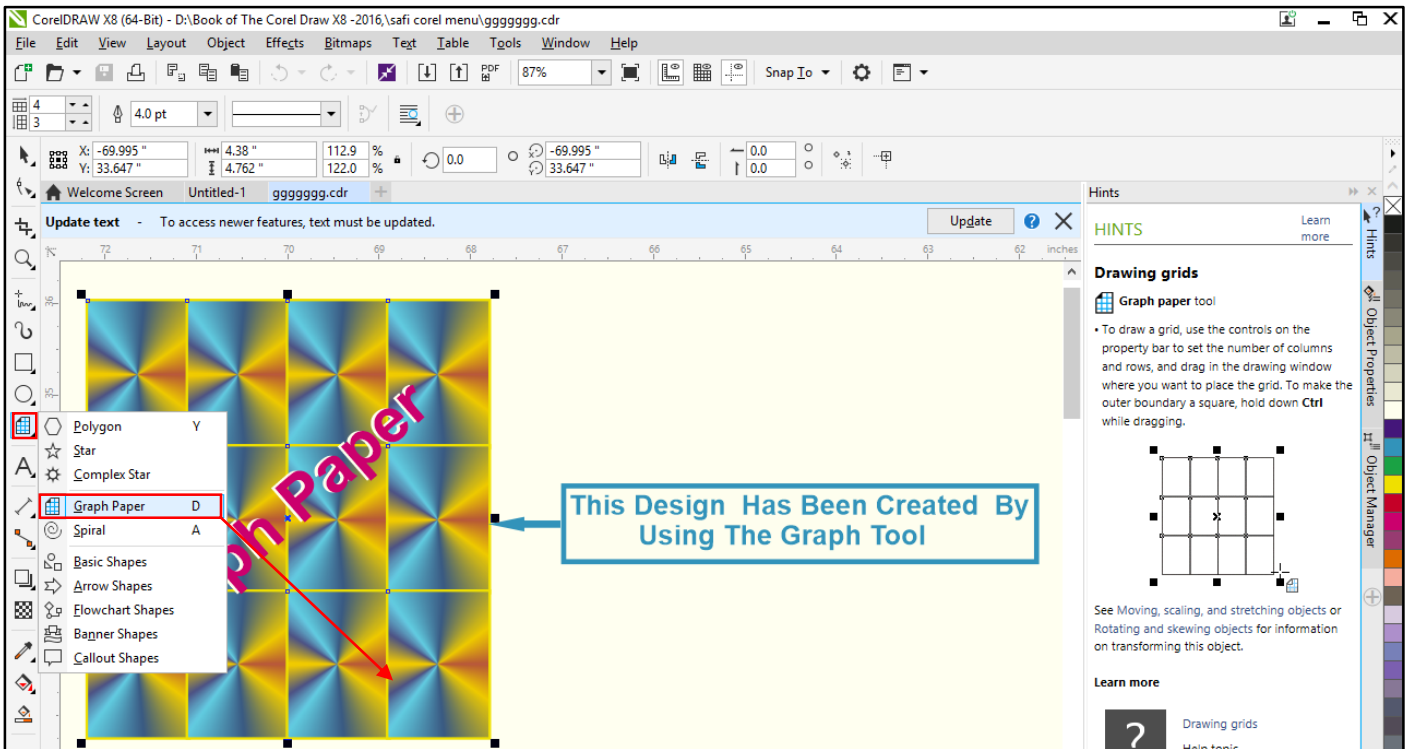 CorelDRAW X8 (64-Bit) - D:\Book of The Corel Draw X8 -2016,\safi corel menu\ggggggg.cdr
File Edit View Layout Object Effects Bitmaps Text Table Tools Window Help
PDF 87% Snap To
4 3 4.0 pt
X: -69.995 " 4.38 " 112.9 % 0.0 -69.995 " 0.0
Y: 33.647 " 4.762 " 122.0 % 33.647 " 0.0
Welcome Screen Untitled-1 ggggggg.cdr
Update text - To access newer features, text must be updated. Update
72 71 70 69 68 67 66 65 64 63 62 inches
36
35
Polygon Y
Star
Complex Star
Graph Paper D
Spiral A
Basic Shapes
Arrow Shapes
Flowchart Shapes
Banner Shapes
Callout Shapes
ph Paper
This Design Has Been Created By
Using The Graph Tool
Hints
HINTS
Learn
more
Drawing grids
Graph paper tool
• To draw a grid, use the controls on the
property bar to set the number of columns
and rows, and drag in the drawing window
where you want to place the grid. To make the
outer boundary a square, hold down Ctrl
while dragging.
See Moving, scaling, and stretching objects or
Rotating and skewing objects for information
on transforming this object.
Learn more
?
Drawing grids
Help topic
Hints
Object Properties
Object Manager